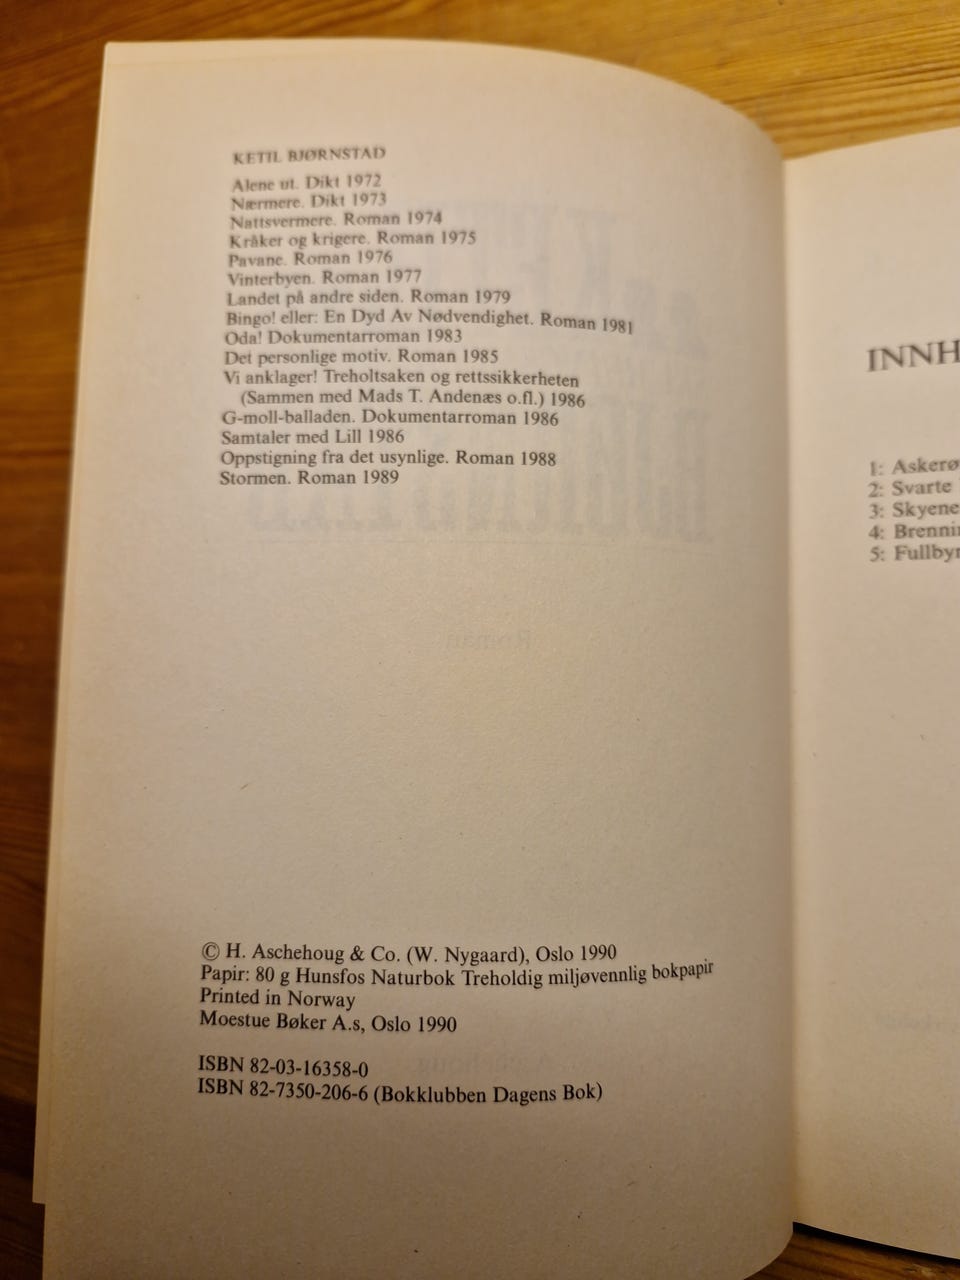 KETIL BJØRNSTAD
Alene ut. Dikt 1972
Nærmere. Dikt 1973
Nattsvermere. Roman 1974
Kråker og krigere. Roman 1975
Pavane. Roman 1976
Vinterbyen. Roman 1977
Landet på andre siden. Roman 1979
Bingo! eller: En Dyd Av Nødvendighet. Roman 1981
Oda! Dokumentarroman 1983
Det personlige motiv. Roman 1985
Vi anklager! Treholtsaken og rettssikkerheten
(Sammen med Mads T. Andenæs o.fl.) 1986
G-moll-balladen. Dokumentarroman 1986
Samtaler med Lill 1986
Oppstigning fra det usynlige. Roman 1988
Stormen. Roman 1989
© H. Aschehoug & Co. (W. Nygaard), Oslo 1990
Papir: 80 g Hunsfos Naturbok Treholdig miljøvennlig bokpapir
Printed in Norway
Moestue Bøker A.s, Oslo 1990
ISBN 82-03-16358-0
ISBN 82-7350-206-6 (Bokklubben Dagens Bok)
INNH
1: Askerø
2: Svarte
3: Skyene
4: Brennin
5: Fullbyr